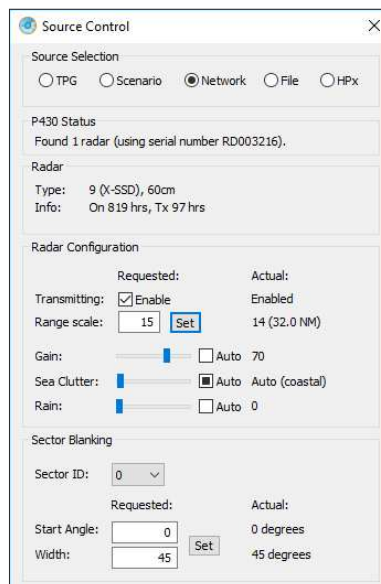 Source Control
Source Selection
TPG Scenario Network File HPx
P430 Status
Found 1 radar (using serial number RD003216).
Radar
Type: 9 (X-SSD), 60cm
Info: On 819 hrs, Tx 97 hrs
Radar Configuration
Requested: Actual:
Transmitting: Enable Enabled
Range scale: 15 Set 14 (32.0 NM)
Gain: Auto 70
Sea Clutter: Auto Auto (coastal)
Rain: Auto 0
Sector Blanking
Sector ID: 0
Requested: Actual:
Start Angle: 0 0 degrees
Set
Width: 45 45 degrees